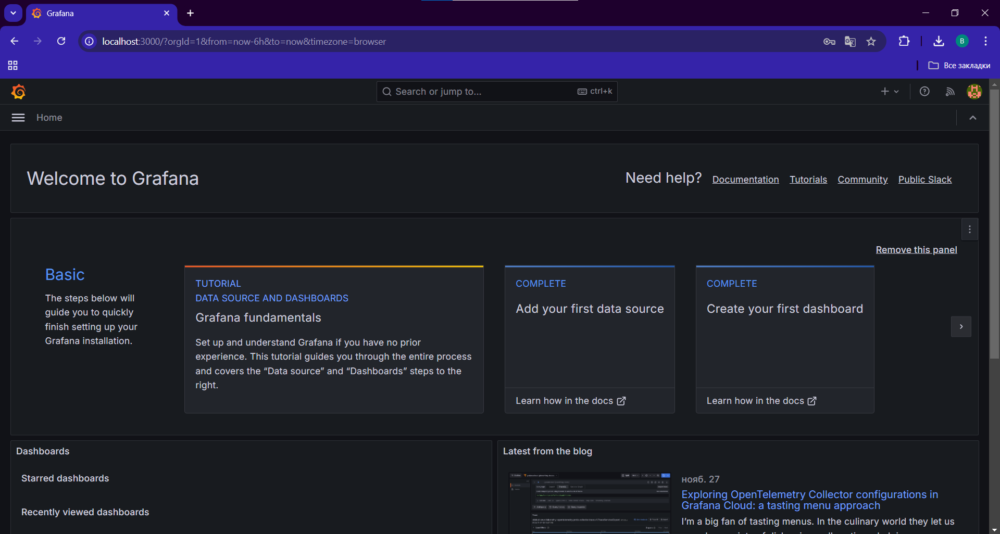 Grafana
localhost:3000/?orgId=1&from=now-6h&to=now&timezone=browser
B
Все закладки
Search or jump to...
ctrl+k
Home
Welcome to Grafana
Need help?
Documentation
Tutorials
Community
Public Slack
Remove this panel
Basic
The steps below will
guide you to quickly
finish setting up your
Grafana installation.
TUTORIAL
DATA SOURCE AND DASHBOARDS
Grafana fundamentals
Set up and understand Grafana if you have no prior
experience. This tutorial guides you through the entire process
and covers the “Data source” and “Dashboards” steps to the
right.
COMPLETE
Add your first data source
Learn how in the docs
COMPLETE
Create your first dashboard
Learn how in the docs
Dashboards
Starred dashboards
Recently viewed dashboards
Latest from the blog
нояб. 27
Exploring OpenTelemetry Collector configurations in
Grafana Cloud: a tasting menu approach
I’m a big fan of tasting menus. In the culinary world they let us